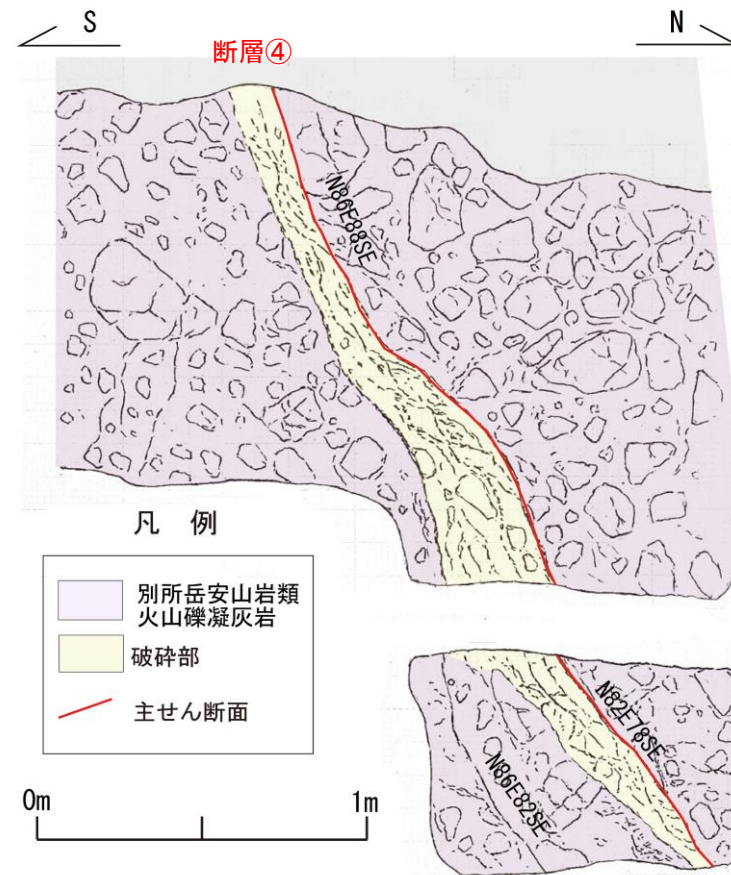 S
N
断層④
N86E88SE
凡 例
別所岳安山岩類
火山礫凝灰岩
破砕部
主せん断面
N82E78SE
N86E82SE
0m
1m